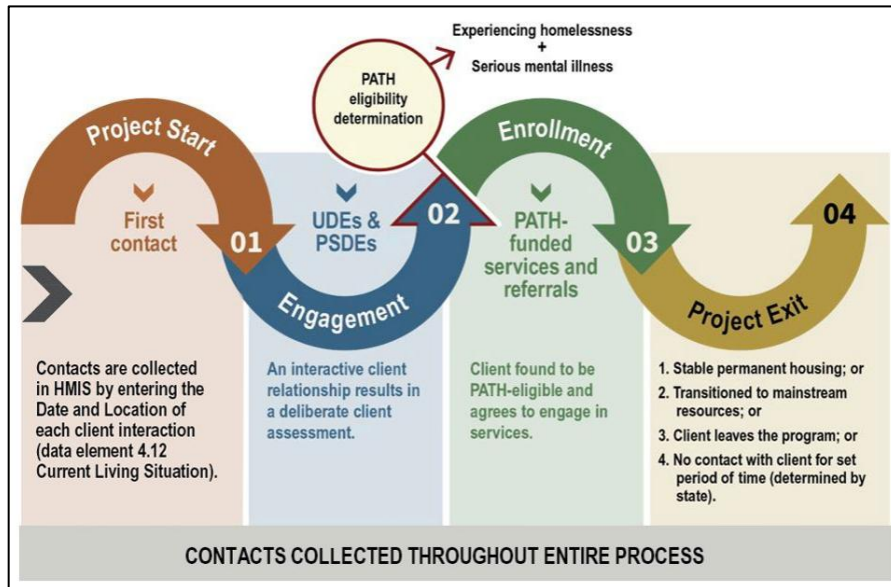 Experiencing homelessness
+
Serious mental illness
PATH
eligibility
determination
Project Start
First
contact
01
UDEs &
PSDEs
Engagement
02
Enrollment
PATH-
funded
services and
referrals
03
Project Exit
04
Contacts are collected
in HMIS by entering the
Date and Location of
each client interaction
(data element 4.12
Current Living Situation).
An interactive client
relationship results in
a deliberate client
assessment.
Client found to be
PATH-eligible and
agrees to engage in
services.
1. Stable permanent housing; or
2. Transitioned to mainstream
resources; or
3. Client leaves the program; or
4. No contact with client for set
period of time (determined by
state).
CONTACTS COLLECTED THROUGHOUT ENTIRE PROCESS